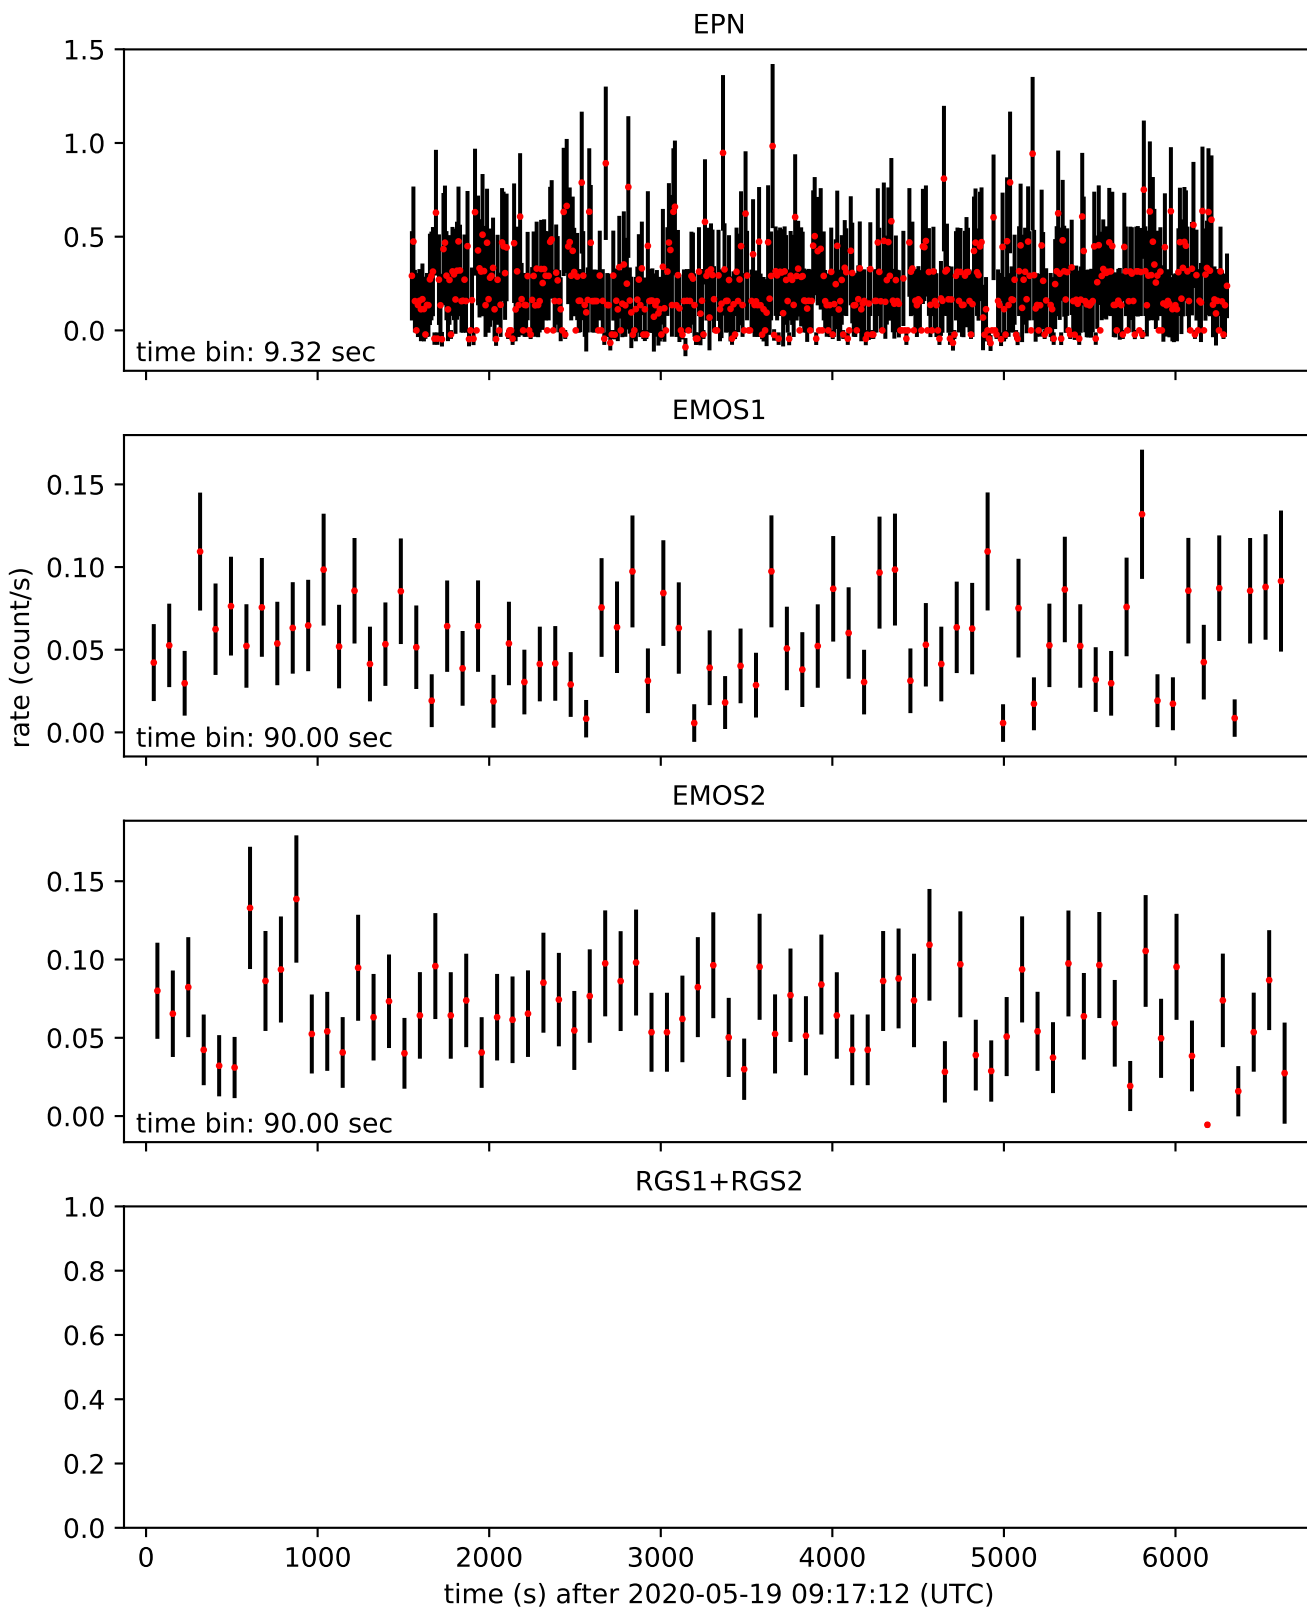 EPN
1.5
1.0
0.5
0.0
time bin: 9.32 sec
EMOS1
0.15
0.10
0.05
0.00
time bin: 90.00 sec
rate (count/s)
EMOS2
0.15
0.10
0.05
0.00
time bin: 90.00 sec
RGS1+RGS2
1.0
0.8
0.6
0.4
0.2
0.0
0 1000 2000 3000 4000 5000 6000
time (s) after 2020-05-19 09:17:12 (UTC)